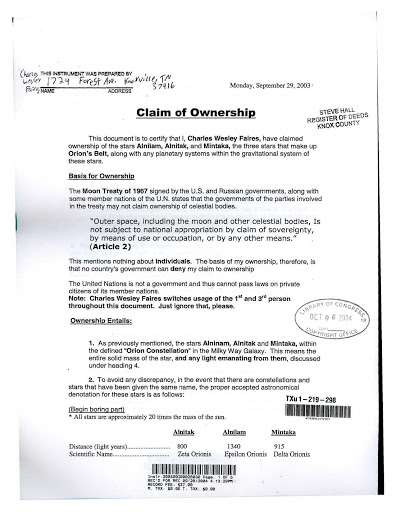 Charles
Wesley
Faires
THIS INSTRUMENT WAS PREPARED BY
1724 Forest Ave. Knoxville, TN
37916
NAME ADDRESS
Monday, September 29, 2003
Claim of Ownership
STEVE HALL
REGISTER OF DEEDS
KNOX COUNTY
This document is to certify that I, Charles Wesley Faires, have claimed
ownership of the stars Alnilam, Alnitak, and Mintaka, the three stars that make up
Orion's Belt, along with any planetary systems within the gravitational system of
these stars.
Basis for Ownership
The Moon Treaty of 1967 signed by the U.S. and Russian governments, along with
some member nations of the U.N. states that the governments of the parties involved
in the treaty may not claim ownership of celestial bodies.
"Outer space, including the moon and other celestial bodies, is
not subject to national appropriation by claim of sovereignty,
by means of use or occupation, or by any other means."
(Article 2)
This mentions nothing about individuals. The basis of my ownership, therefore, is
that no country's government can deny my claim to ownership
The United Nations is not a government and thus cannot pass laws on private
citizens of its member nations.
Note: Charles Wesley Faires switches usage of the 1st and 3rd person
throughout this document. Just ignore that, please.
LIBRARY OF CONGRESS
OCT 06 2004
COPYRIGHT OFFICE
Ownership Entails:
1. As previously mentioned, the stars Alninam, Alnitak and Mintaka, within
the defined "Orion Constellation" in the Milky Way Galaxy. This means the
entire solid mass of the star, and any light emanating from them, discussed
under heading 4.
2. To avoid any discrepancy, in the event that there are constellations and
stars that have been given the same name, the proper accepted astronomical
denotation for these stars is as follows:
TXu 1-219-298
(Begin boring part)
* All stars are approximately 20 times the mass of the sun.
Alnitak Alnilam Mintaka
Distance (light years) 800 1340 915
Scientific Name Zeta Orionis Epsilon Orionis Delta Orionis
Page 1 of 5